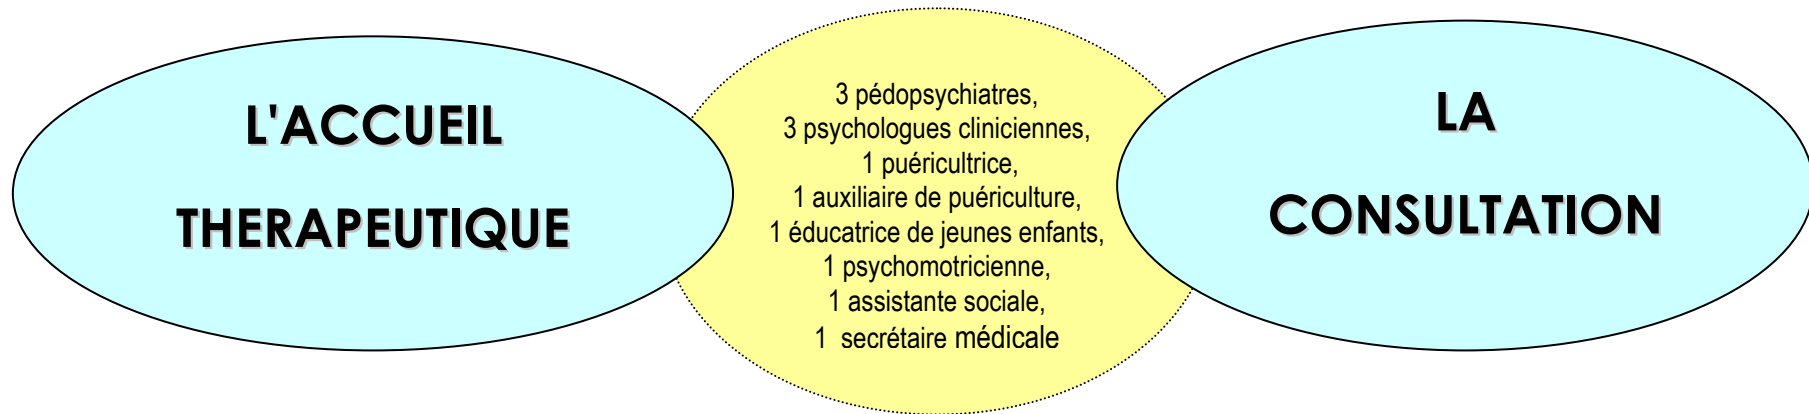 L'ACCUEIL
THERAPEUTIQUE
3 pédopsychiatres,
3 psychologues cliniciennes,
1 puéricultrice,
1 auxiliaire de puériculture,
1 éducatrice de jeunes enfants,
1 psychomotricienne,
1 assistante sociale,
1 secrétaire médicale
LA
CONSULTATION